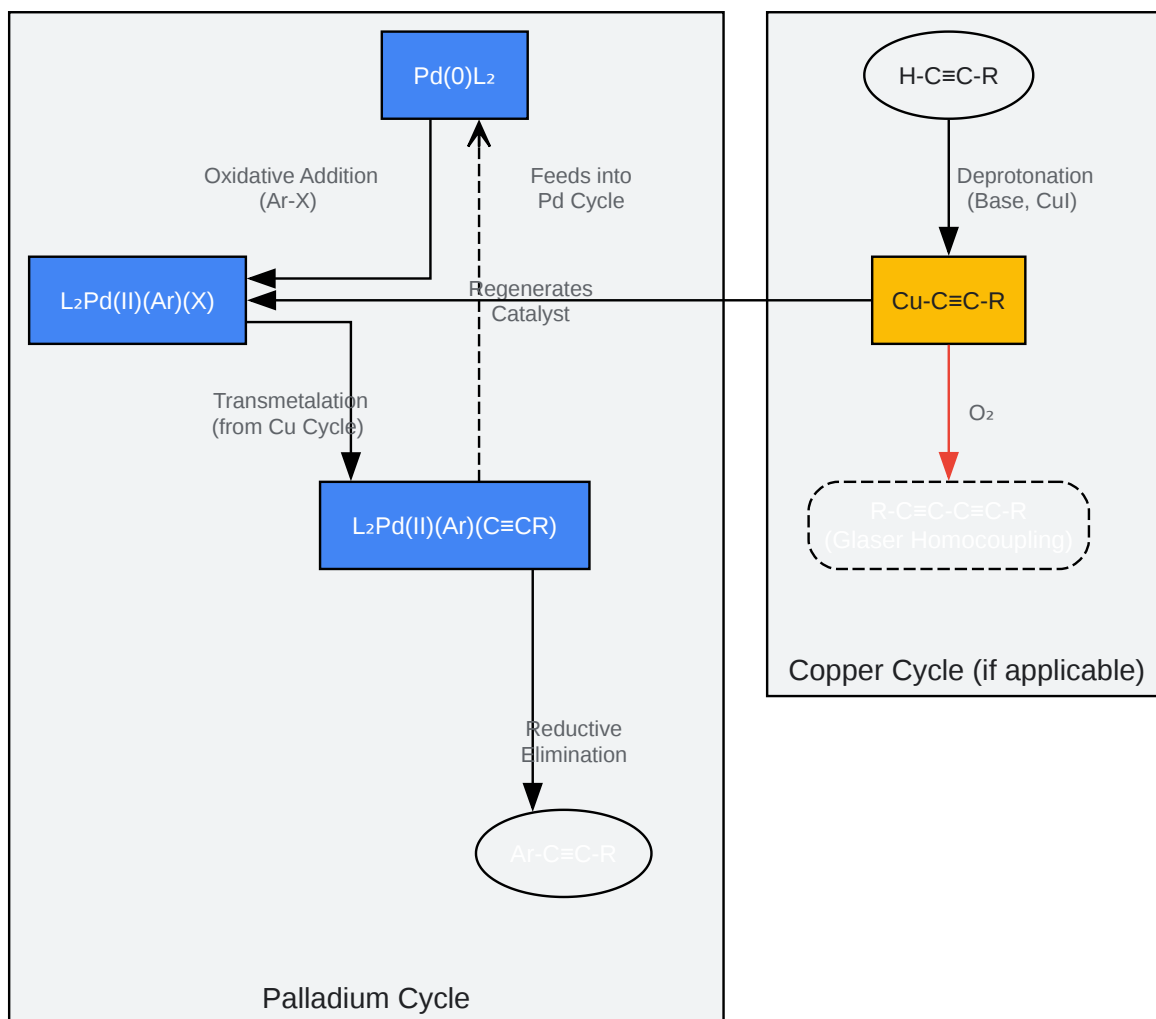 Pd(0)L₂
H-C≡C-R
Oxidative Addition
(Ar-X)
Feeds into
Pd Cycle
Deprotonation
(Base, CuI)
L₂Pd(II)(Ar)(X)
Regenerates
Catalyst
Cu-C≡C-R
Transmetalation
(from Cu Cycle)
O₂
L₂Pd(II)(Ar)(C≡CR)
R-C≡C-C≡C-R
(Glaser Homocoupling)
Copper Cycle (if applicable)
Reductive
Elimination
Ar-C≡C-R
Palladium Cycle